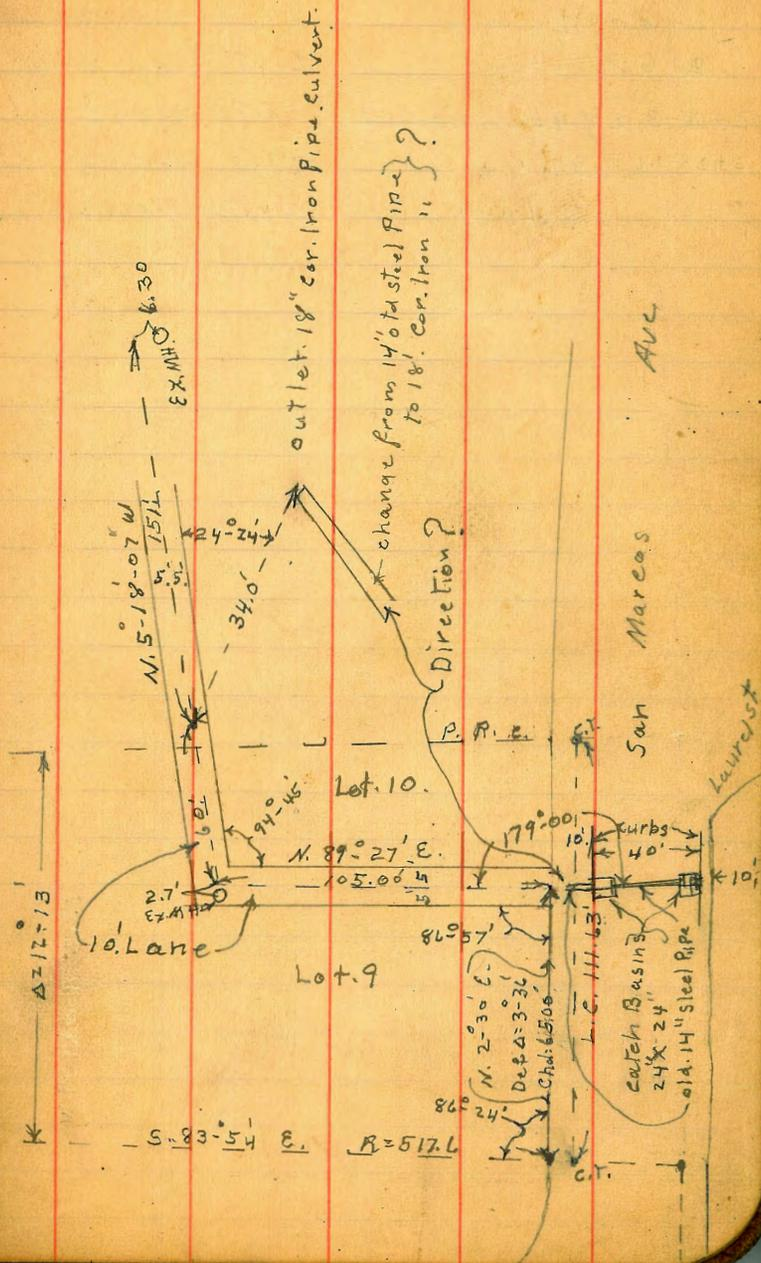 outlet. 18" Cor. Iron Pipe. Culvert.
change from 14" old steel Pipe } ?
to 18". Cor. Iron "
Direction?
6.30
Ex. MH.
N. 5°-18'-07" W
5' 5'
24°-24'
34.0'
P. R. C.
Lot. 10.
94°-45'
60'
N. 89°-27' E.
105.00'
5' 5'
2.7'
Ex. MH
10' Lane
Δ=12°-13'
Lot. 9
179°-00'
10'
curbs
40'
10'
San Marcos Ave
Laurel St
86°-57'
N. 2°-30' E.
Def. Δ=3°-36'
Chd. 65.00'
86°-24'
L.C. 111.63'
Catch Basins
24" x 24"
old. 14" Steel Pipe
S-83°-54' E. R=517.6
C.T.